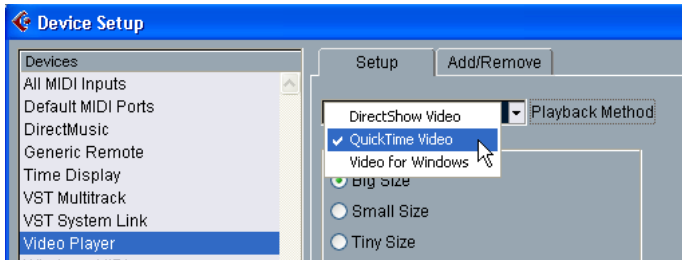 Device Setup
Devices
All MIDI Inputs
Default MIDI Ports
DirectMusic
Generic Remote
Time Display
VST Multitrack
VST System Link
Video Player
Setup
Add/Remove
Playback Method
DirectShow Video
QuickTime Video
Video for Windows
Big Size
Small Size
Tiny Size